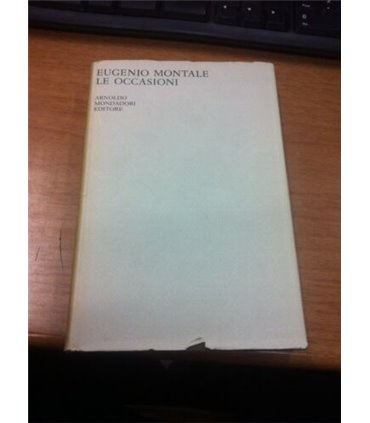 EUGENIO MONTALE
LE OCCASIONI
ARNOLDO
MONDADORI
EDITORE